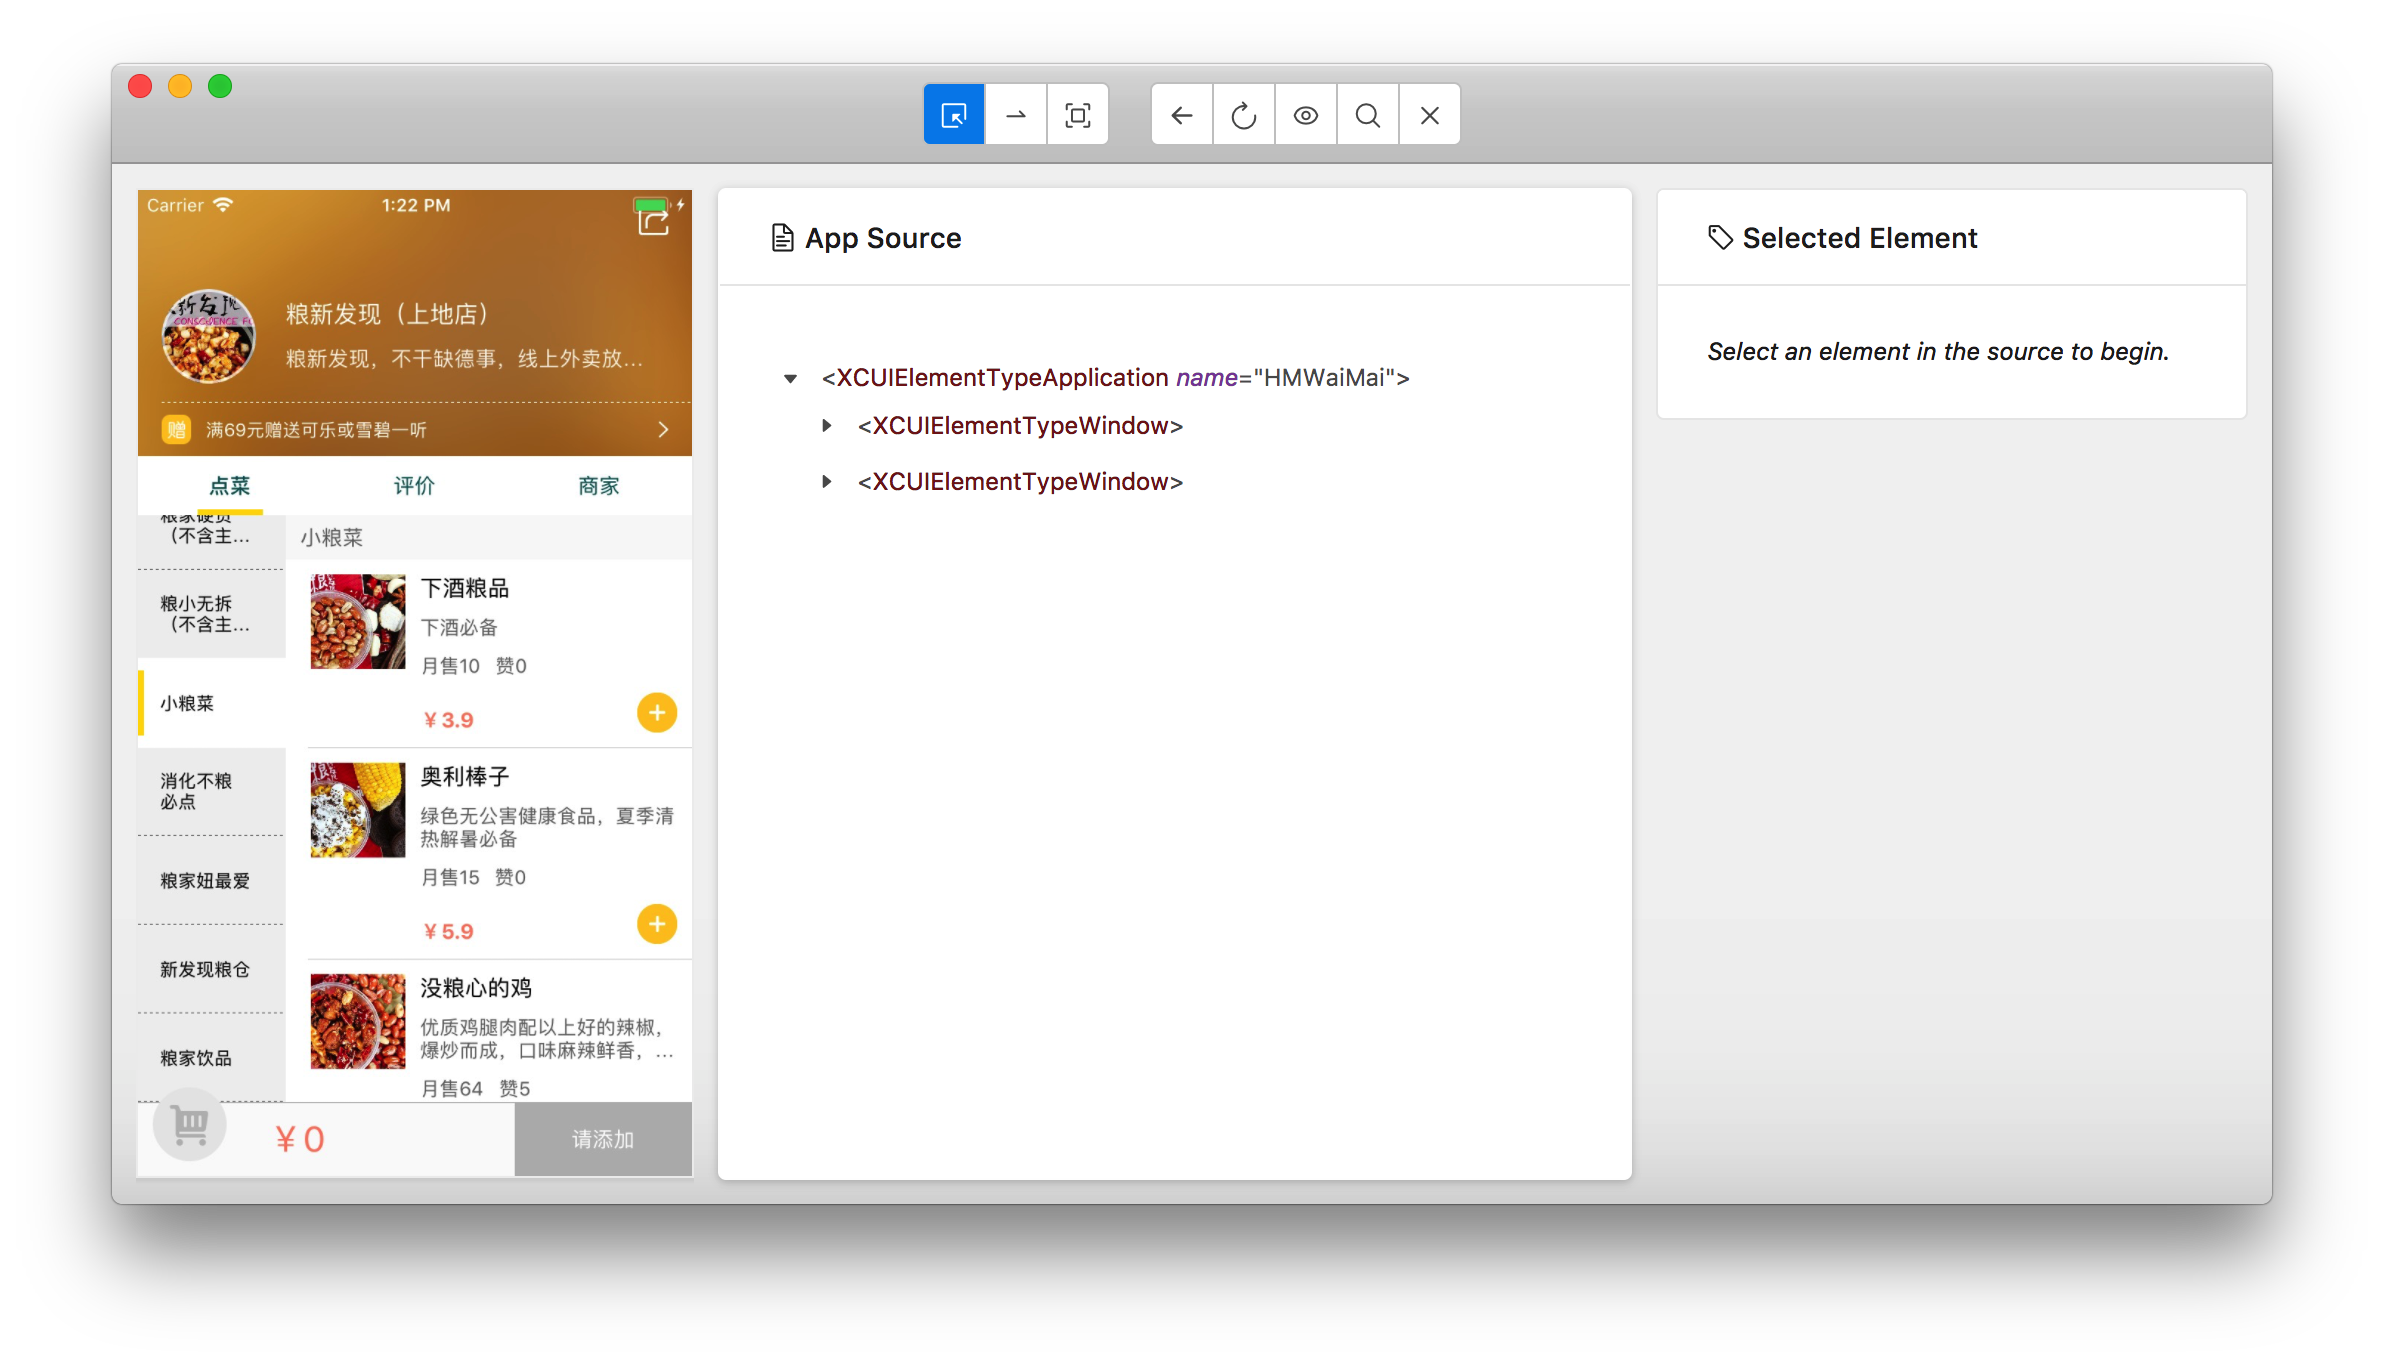 Carrier
1:22 PM
新发现
CONSCIENCE F
粮新发现（上地店）
粮新发现，不干缺德事，线上外卖放...
赠
满69元赠送可乐或雪碧一听
点菜
评价
商家
粮家硬货
（不含主...
粮小无拆
（不含主...
小粮菜
消化不粮
必点
粮家妞最爱
新发现粮仓
粮家饮品
小粮菜
下酒粮品
下酒必备
月售10 赞0
¥ 3.9
奥利棒子
绿色无公害健康食品，夏季清
热解暑必备
月售15 赞0
¥ 5.9
没粮心的鸡
优质鸡腿肉配以上好的辣椒，
爆炒而成，口味麻辣鲜香，...
月售64 赞5
¥ 0
请添加
App Source
<XCUIElementTypeApplication name="HMWaiMai">
<XCUIElementTypeWindow>
<XCUIElementTypeWindow>
Selected Element
Select an element in the source to begin.